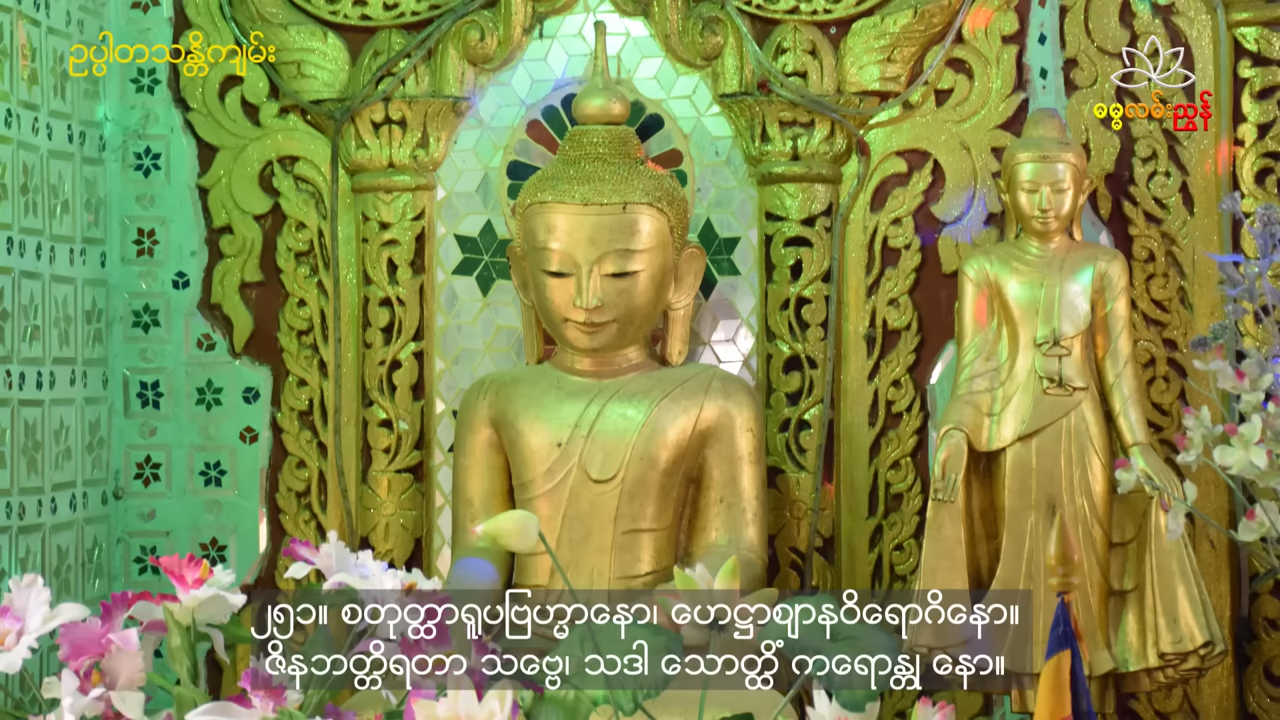 ဥပ္ပါတသန္တိကျမ်း
ဓမ္မလမ်းညွှန်
၂၅၁။ စတုတ္ထာရူပဗြဟ္မာနော၊ ဟေဋ္ဌာဈာနဝိရောဂိနော။
ဇိနဘတ္တိရတာ သဗ္ဗေ၊ သဒါ သောတ္ထိံ ကရောန္တု နော။